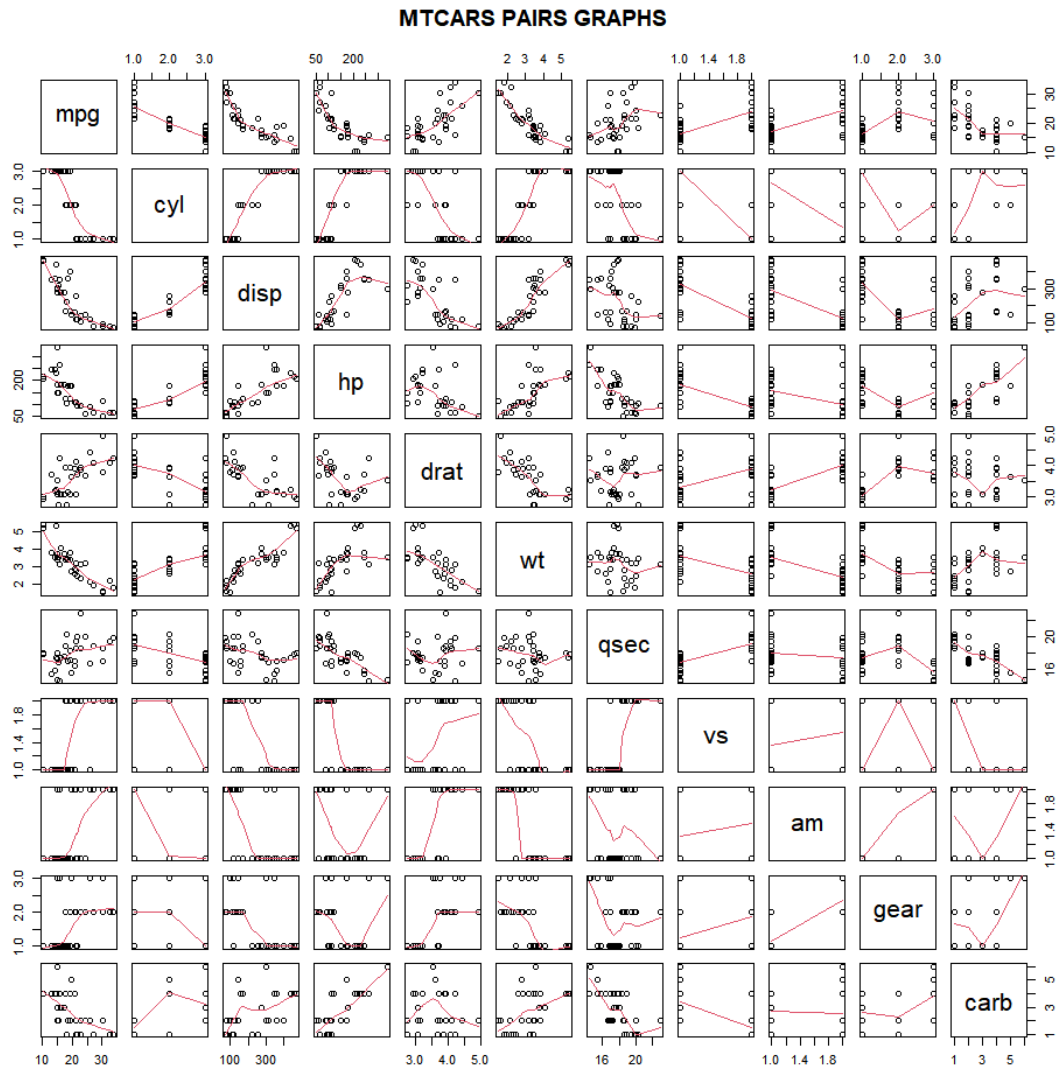 MTCARS PAIRS GRAPHS
1.0 2.0 3.0 50 200 2 3 4 5 1.0 1.4 1.8 1.0 2.0 3.0
mpg 10 20 30
1.0 2.0 3.0 cyl
disp 100 300
50 200 hp
drat 3.0 4.0 5.0
2 3 4 5 wt
qsec 16 20
1.0 1.4 1.8 vs
am 1.0 1.4 1.8
1.0 2.0 3.0 gear
carb 1 3 5
10 20 30 100 300 3.0 4.0 5.0 16 20 1.0 1.4 1.8 1 3 5